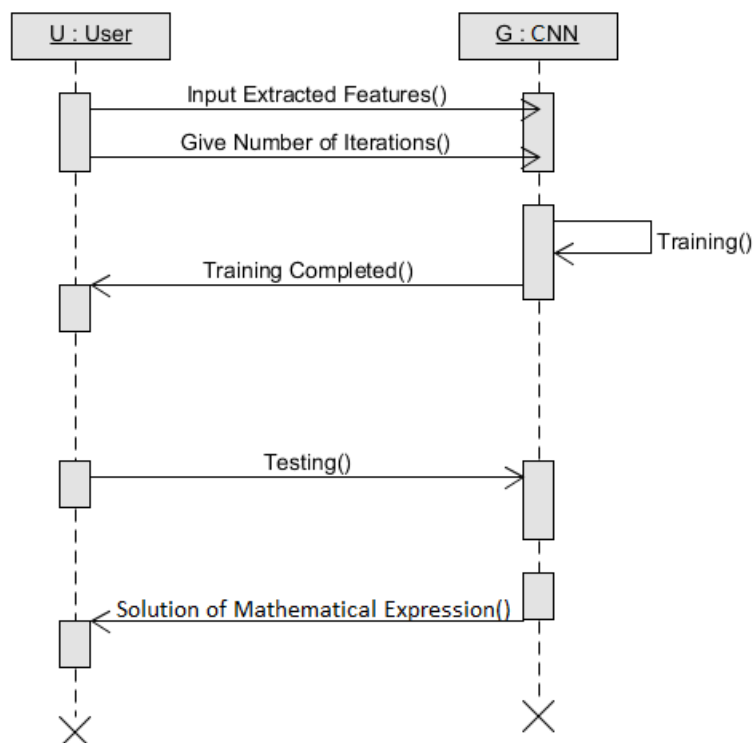 U : User
G : CNN
Input Extracted Features()
Give Number of Iterations()
Training()
Training Completed()
Testing()
Solution of Mathematical Expression()